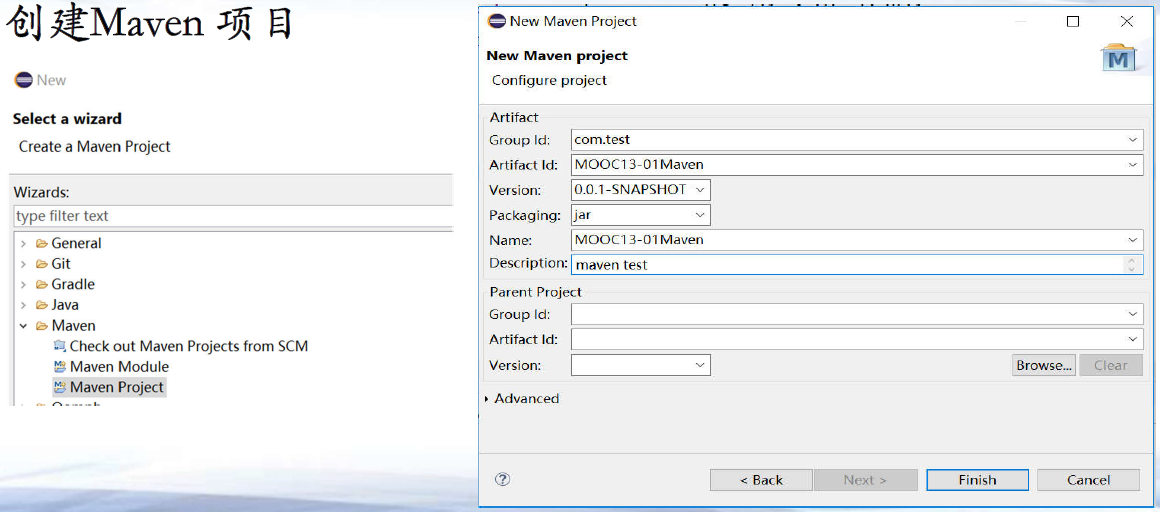 创建Maven 项目
New
Select a wizard
Create a Maven Project
Wizards:
type filter text
General
Git
Gradle
Java
Maven
Check out Maven Projects from SCM
Maven Module
Maven Project
New Maven Project
New Maven project
Configure project
M
Artifact
Group Id: com.test
Artifact Id: MOOC13-01Maven
Version: 0.0.1-SNAPSHOT
Packaging: jar
Name: MOOC13-01Maven
Description: maven test
Parent Project
Group Id:
Artifact Id:
Version: Browse... Clear
Advanced
? < Back Next > Finish Cancel